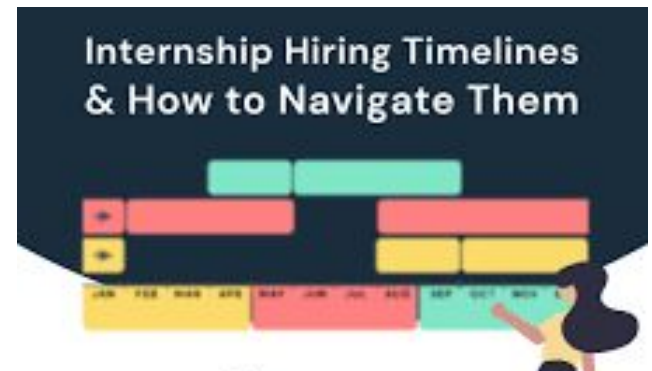 Internship Hiring Timelines
& How to Navigate Them
JAN FEB MAR APR MAY JUN JUL AUG SEP OCT NOV